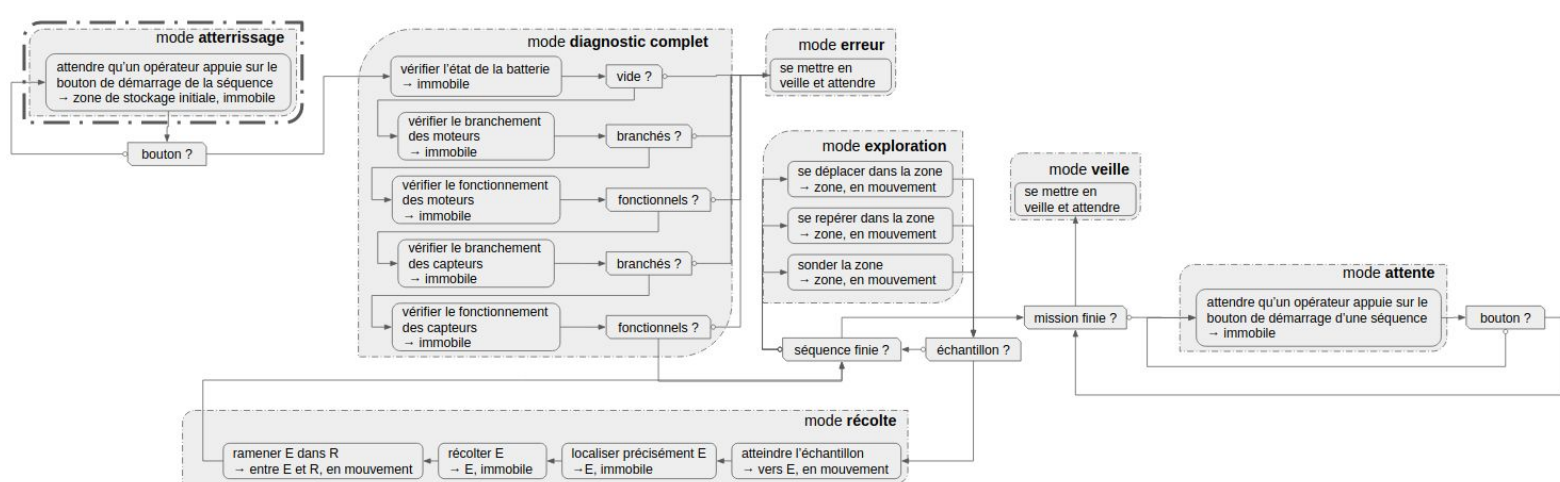 mode atterrissage
attendre qu'un opérateur appuie sur le
bouton de démarrage de la séquence
→ zone de stockage initiale, immobile
bouton ?
mode diagnostic complet
vérifier l'état de la batterie
→ immobile
vide ?
vérifier le branchement
des moteurs
→ immobile
branchés ?
vérifier le fonctionnement
des moteurs
→ immobile
fonctionnels ?
vérifier le branchement
des capteurs
→ immobile
branchés ?
vérifier le fonctionnement
des capteurs
→ immobile
fonctionnels ?
mode erreur
se mettre en
veille et attendre
mode exploration
se déplacer dans la zone
→ zone, en mouvement
se repérer dans la zone
→ zone, en mouvement
sonder la zone
→ zone, en mouvement
séquence finie ?
échantillon ?
mode veille
se mettre en
veille et attendre
mission finie ?
mode attente
attendre qu'un opérateur appuie sur le
bouton de démarrage d'une séquence
→ immobile
bouton ?
mode récolte
ramener E dans R
→ entre E et R, en mouvement
récolter E
→ E, immobile
localiser précisément E
→E, immobile
atteindre l'échantillon
→ vers E, en mouvement